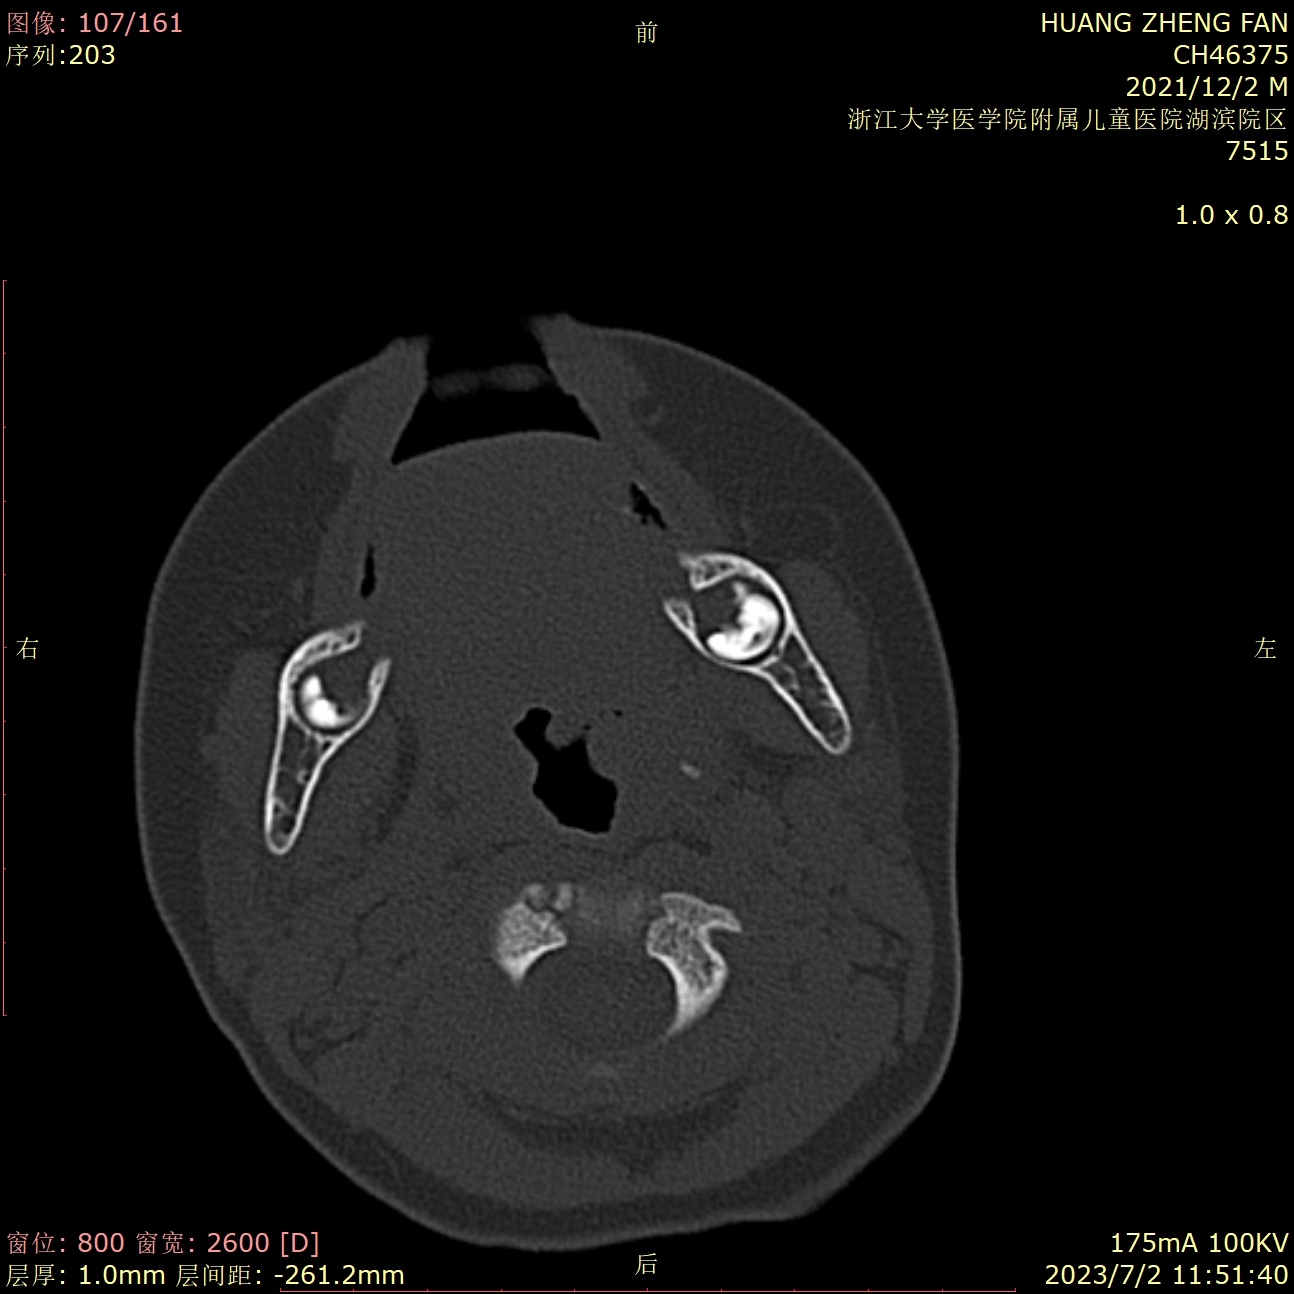 图像: 107/161
序列:203
前
HUANG ZHENG FAN
CH46375
2021/12/2 M
浙江大学医学院附属儿童医院湖滨院区
7515
1.0 x 0.8
右
左
窗位: 800 窗宽: 2600 [D]
层厚: 1.0mm 层间距: -261.2mm
后
175mA 100KV
2023/7/2 11:51:40